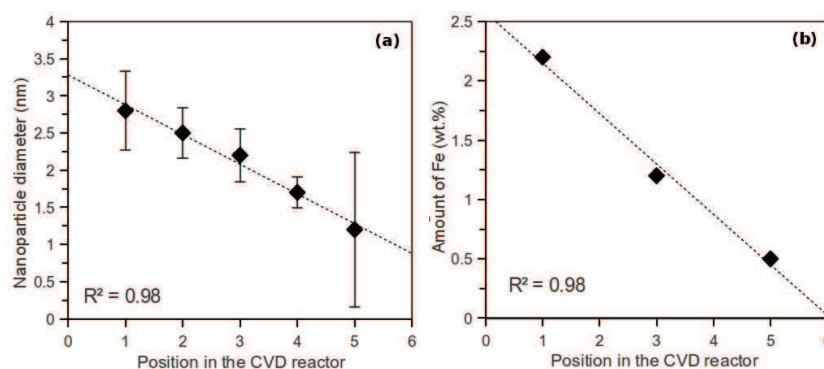 (a)
Nanoparticle diameter (nm)
4
3.5
3
2.5
2
1.5
1
0.5
0
R² = 0.98
0 1 2 3 4 5 6
Position in the CVD reactor
(b)
Amount of Fe (wt.%)
2.5
2
1.5
1
0.5
0
R² = 0.98
0 1 2 3 4 5 6
Position in the CVD reactor